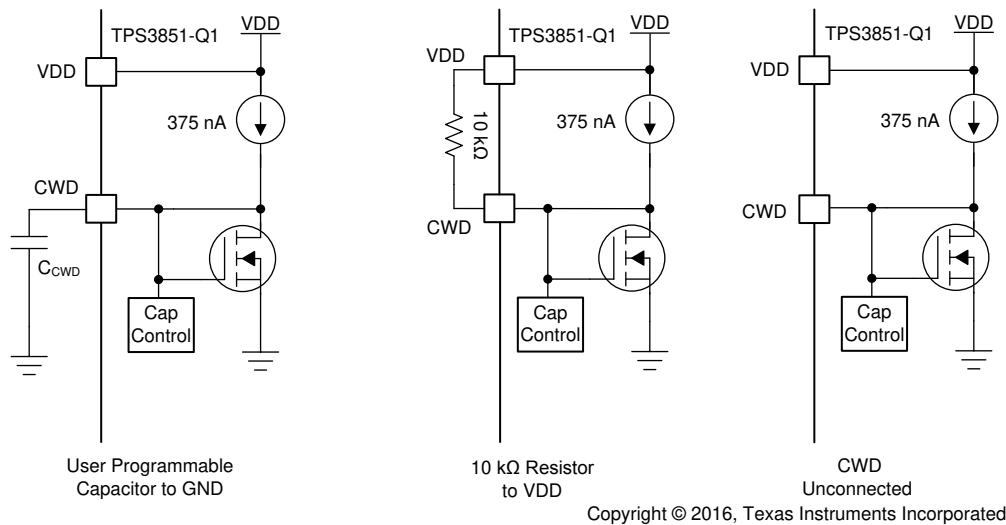 TPS3851-Q1
VDD
VDD
375 nA
CWD
CCWD
Cap
Control
User Programmable
Capacitor to GND
TPS3851-Q1
VDD
VDD
10 kΩ
375 nA
CWD
Cap
Control
10 kΩ Resistor
to VDD
TPS3851-Q1
VDD
VDD
375 nA
CWD
Cap
Control
CWD
Unconnected
Copyright © 2016, Texas Instruments Incorporated